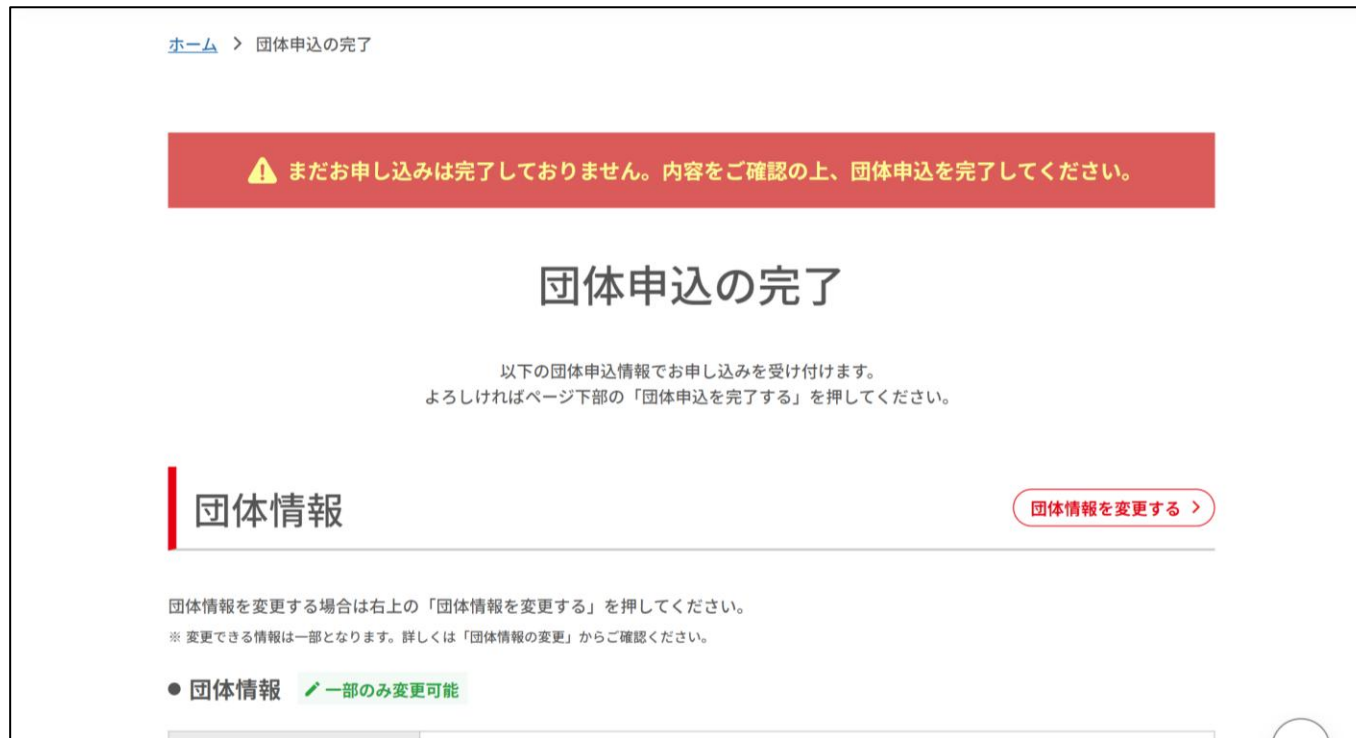 ホーム > 団体申込の完了
まだお申し込みは完了しておりません。内容をご確認の上、団体申込を完了してください。
団体申込の完了
以下の団体申込情報でお申し込みを受け付けます。
よろしければページ下部の「団体申込を完了する」を押してください。
団体情報
団体情報を変更する >
団体情報を変更する場合は右上の「団体情報を変更する」を押してください。
※ 変更できる情報は一部となります。詳しくは「団体情報の変更」からご確認ください。
● 団体情報 一部のみ変更可能